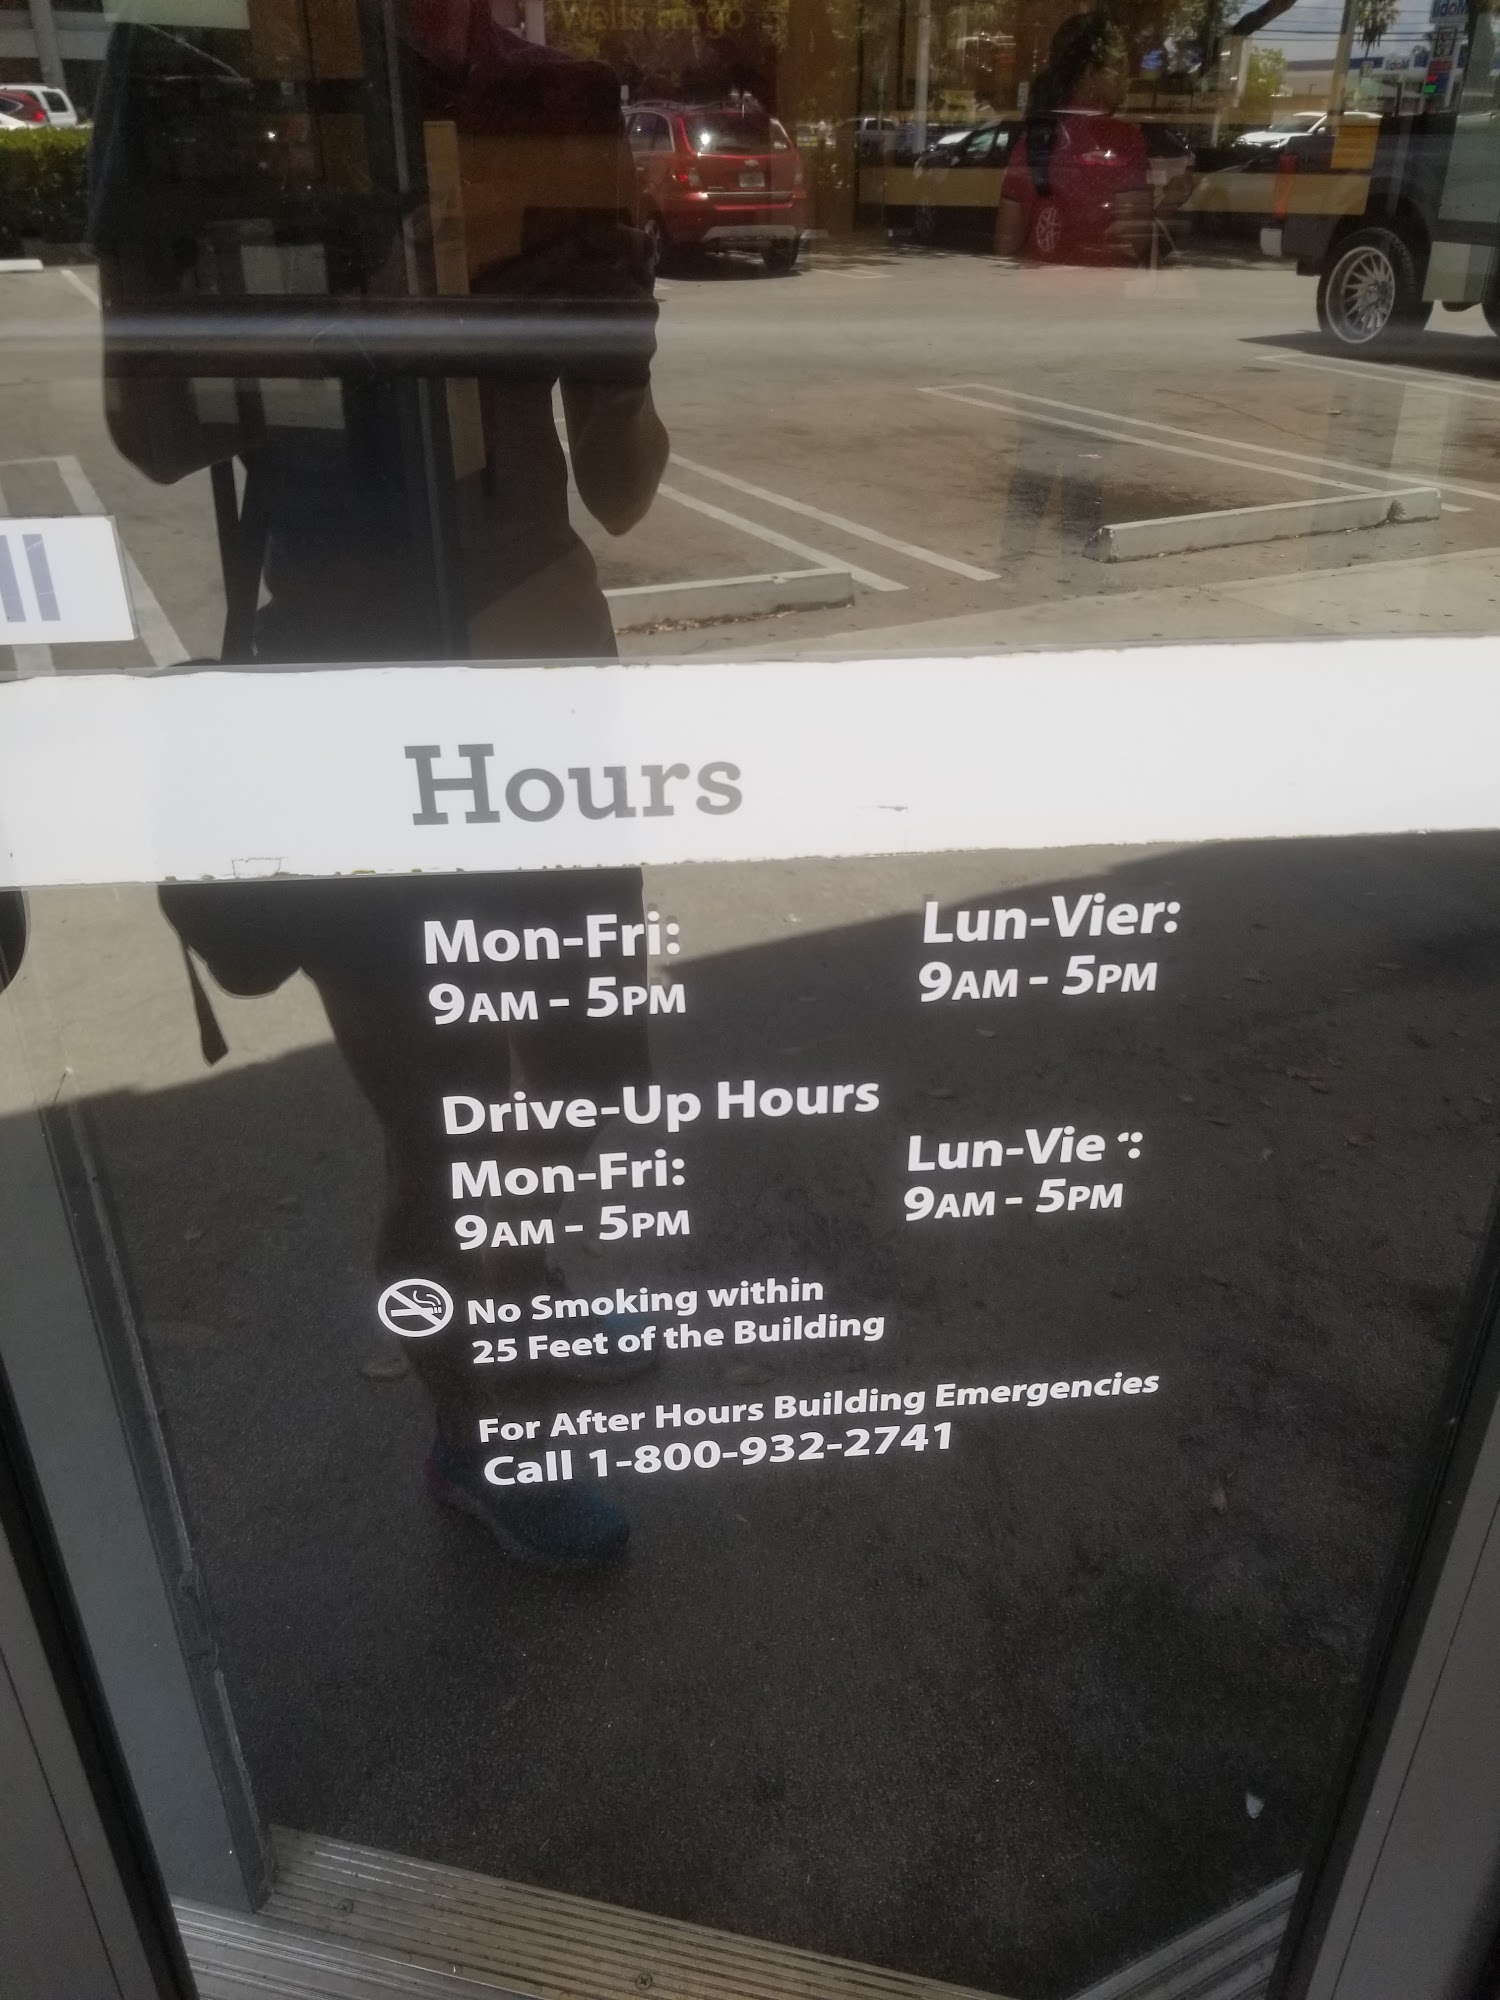 Wells Fargo
Hours
Mon-Fri:
9AM - 5PM
Lun-Vier:
9AM - 5PM
Drive-Up Hours
Mon-Fri:
9AM - 5PM
Lun-Vie :
9AM - 5PM
No Smoking within
25 Feet of the Building
For After Hours Building Emergencies
Call 1-800-932-2741